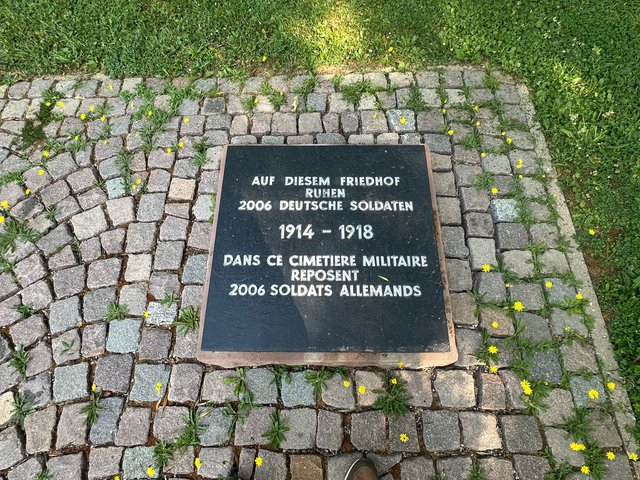 AUF DIESEM FRIEDHOF
RUHEN
2006 DEUTSCHE SOLDATEN
1914 – 1918
DANS CE CIMETIERE MILITAIRE
REPOSENT
2006 SOLDATS ALLEMANDS